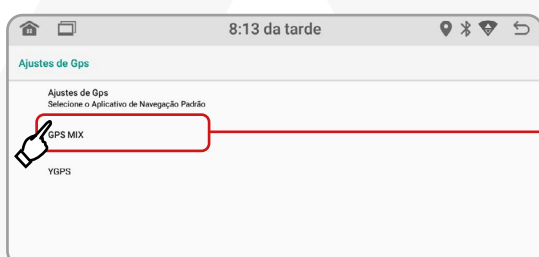 8:13 da tarde
Ajustes de Gps
Ajustes de Gps
Selecione o Aplicativo de Navegação Padrão
GPS MIX
YGPS